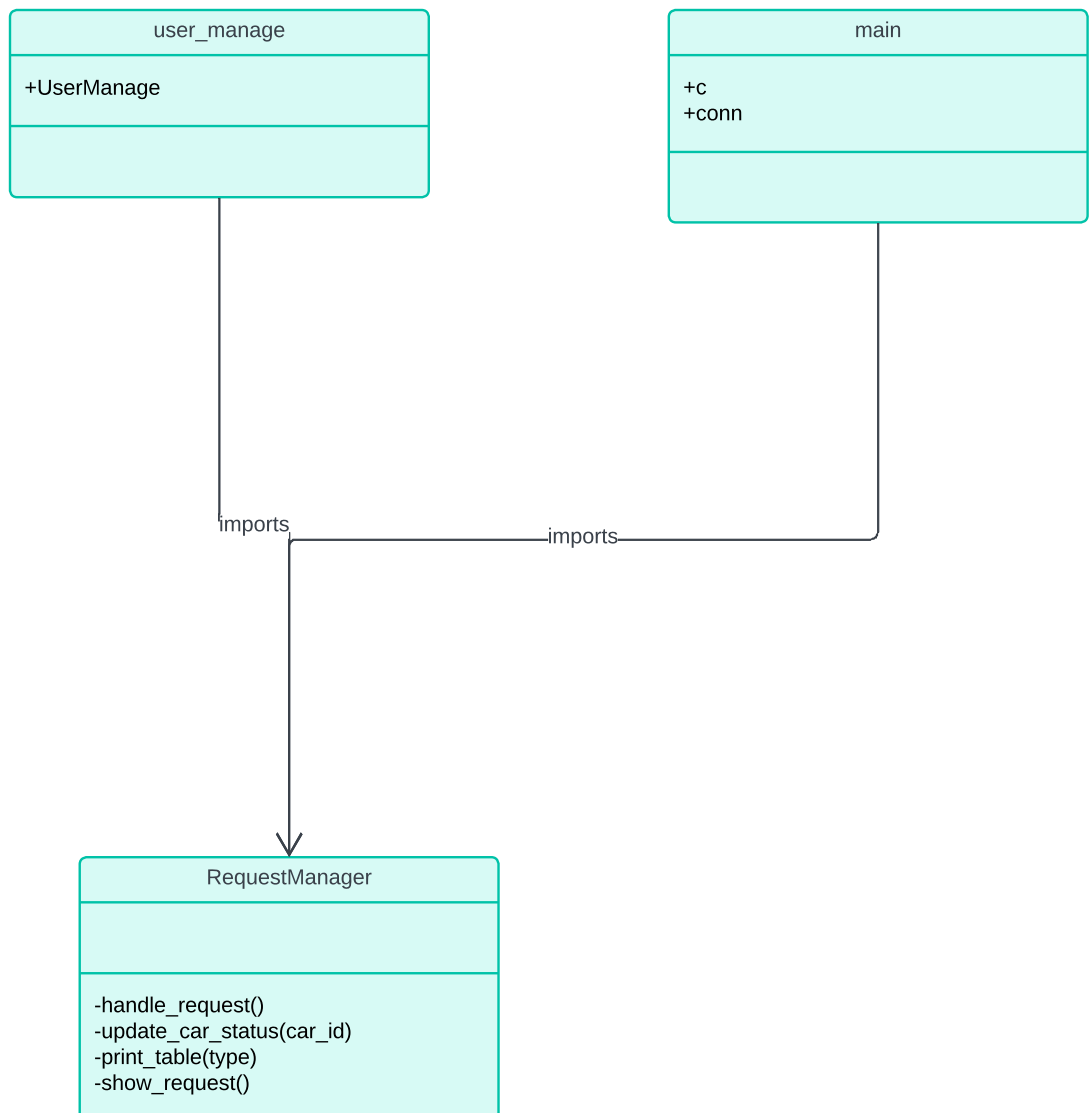 user_manage
+UserManage
main
+c
+conn
imports
imports
RequestManager
-handle_request()
-update_car_status(car_id)
-print_table(type)
-show_request()